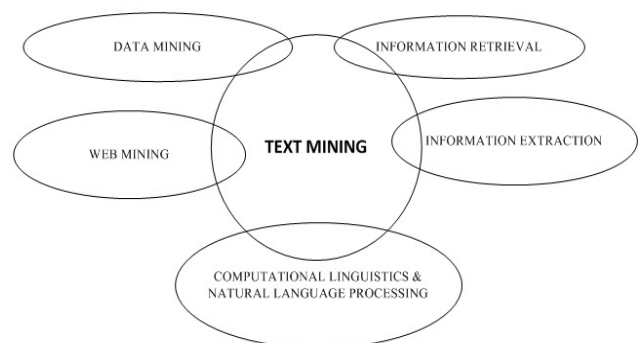 DATA MINING
INFORMATION RETRIEVAL
WEB MINING
TEXT MINING
INFORMATION EXTRACTION
COMPUTATIONAL LINGUISTICS &
NATURAL LANGUAGE PROCESSING